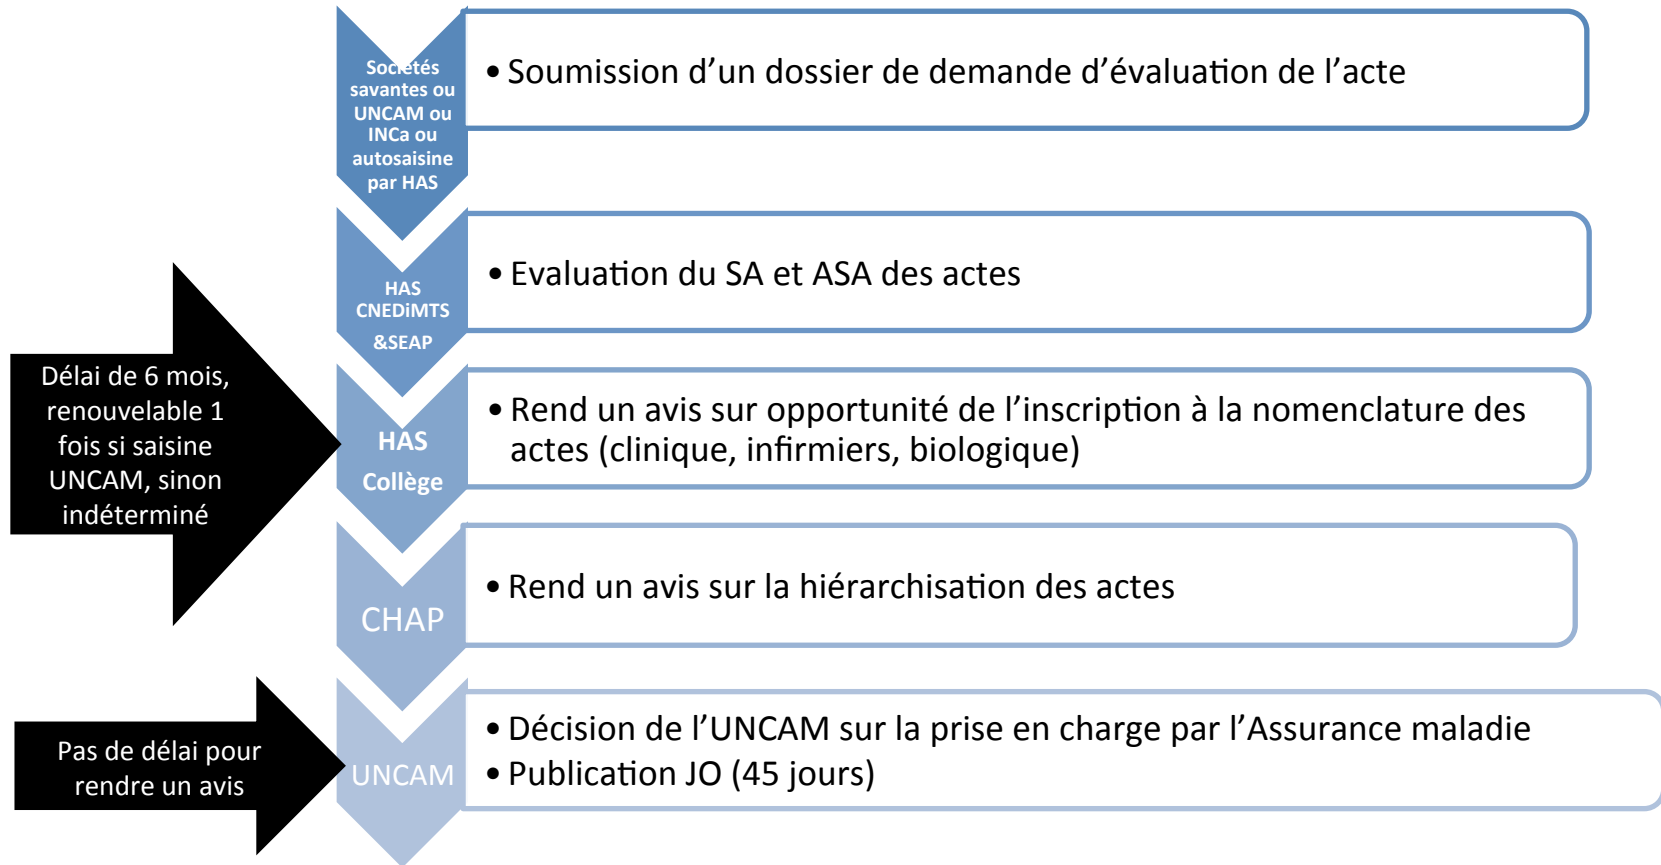 Sociétés
savantes ou
UNCAM ou
INCa ou
autosaisine
par HAS
• Soumission d’un dossier de demande d’évaluation de l’acte
HAS
CNEDiMTS
&SEAP
• Evaluation du SA et ASA des actes
Délai de 6 mois,
renouvelable 1
fois si saisine
UNCAM, sinon
indéterminé
HAS
Collège
• Rend un avis sur opportunité de l’inscription à la nomenclature des
actes (clinique, infirmiers, biologique)
CHAP
• Rend un avis sur la hiérarchisation des actes
Pas de délai pour
rendre un avis
UNCAM
• Décision de l’UNCAM sur la prise en charge par l’Assurance maladie
• Publication JO (45 jours)